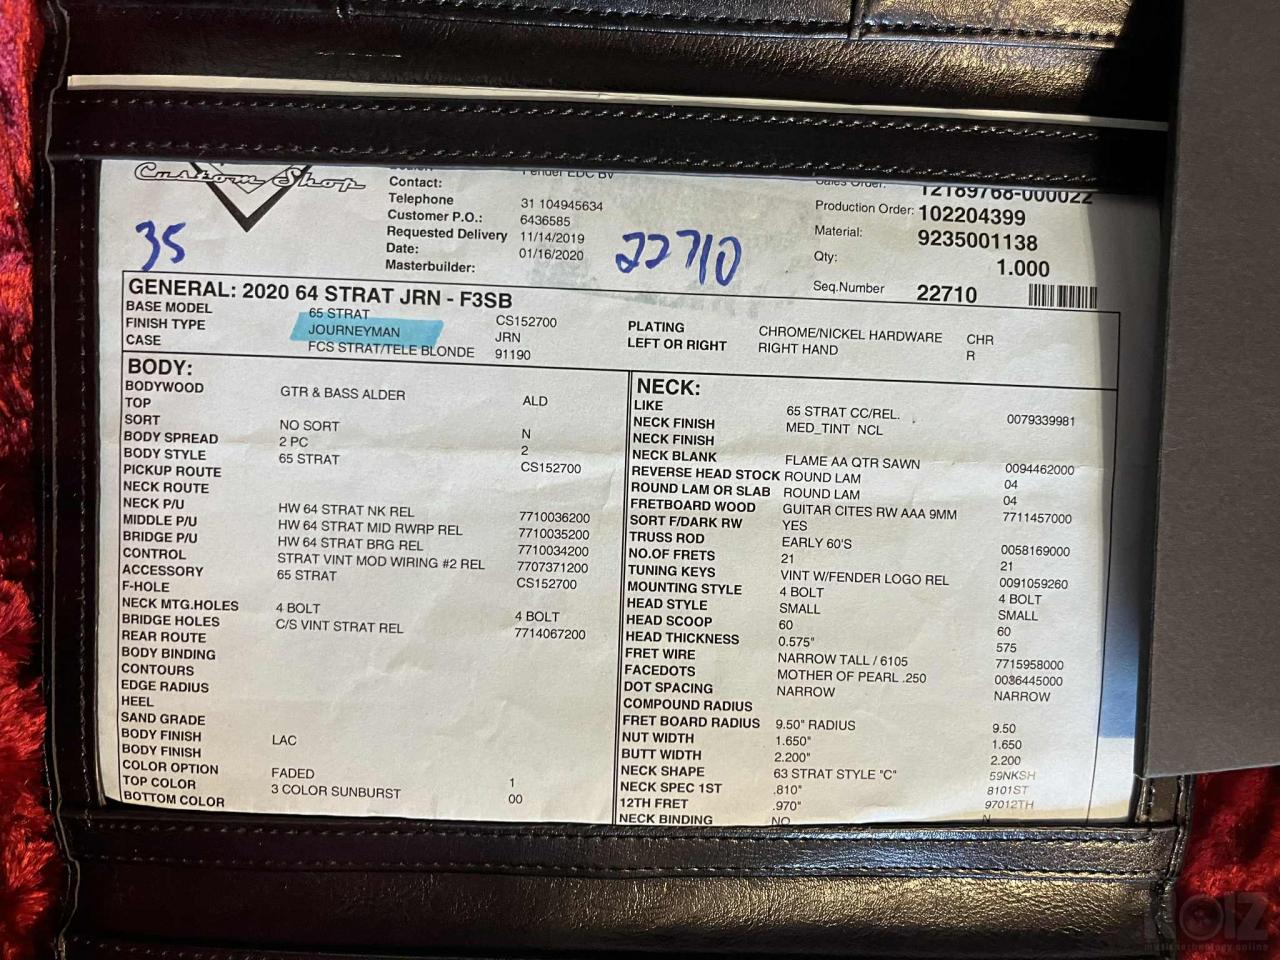 Custom Shop
35
Fender EDC BV
Contact:
Telephone 31 104945634
Customer P.O.: 6436585
Requested Delivery 11/14/2019
Date: 01/16/2020
Masterbuilder:
22710
Sales Order: 12189768-000022
Production Order: 102204399
Material: 9235001138
Qty: 1.000
Seq.Number 22710
GENERAL: 2020 64 STRAT JRN - F3SB
BASE MODEL 65 STRAT CS152700
FINISH TYPE JOURNEYMAN JRN
CASE FCS STRAT/TELE BLONDE 91190
PLATING CHROME/NICKEL HARDWARE CHR
LEFT OR RIGHT RIGHT HAND R
BODY:
BODYWOOD GTR & BASS ALDER ALD
TOP
SORT NO SORT N
BODY SPREAD 2 PC 2
BODY STYLE 65 STRAT CS152700
PICKUP ROUTE
NECK ROUTE
NECK P/U HW 64 STRAT NK REL 7710036200
MIDDLE P/U HW 64 STRAT MID RWRP REL 7710035200
BRIDGE P/U HW 64 STRAT BRG REL 7710034200
CONTROL STRAT VINT MOD WIRING #2 REL 7707371200
ACCESSORY 65 STRAT CS152700
F-HOLE
NECK MTG.HOLES 4 BOLT 4 BOLT
BRIDGE HOLES C/S VINT STRAT REL 7714067200
REAR ROUTE
BODY BINDING
CONTOURS
EDGE RADIUS
HEEL
SAND GRADE
BODY FINISH LAC
BODY FINISH
COLOR OPTION FADED 1
TOP COLOR 3 COLOR SUNBURST 00
BOTTOM COLOR
NECK:
LIKE 65 STRAT CC/REL. 0079339981
NECK FINISH MED_TINT NCL
NECK FINISH
NECK BLANK FLAME AA QTR SAWN 0094462000
REVERSE HEAD STOCK ROUND LAM 04
ROUND LAM OR SLAB ROUND LAM 04
FRETBOARD WOOD GUITAR CITES RW AAA 9MM 7711457000
SORT F/DARK RW YES
TRUSS ROD EARLY 60'S 0058169000
NO.OF FRETS 21 21
TUNING KEYS VINT W/FENDER LOGO REL 0091059260
MOUNTING STYLE 4 BOLT 4 BOLT
HEAD STYLE SMALL SMALL
HEAD SCOOP 60 60
HEAD THICKNESS 0.575" 575
FRET WIRE NARROW TALL / 6105 7715958000
FACEDOTS MOTHER OF PEARL .250 0036445000
DOT SPACING NARROW NARROW
COMPOUND RADIUS
FRET BOARD RADIUS 9.50" RADIUS 9.50
NUT WIDTH 1.650" 1.650
BUTT WIDTH 2.200" 2.200
NECK SHAPE 63 STRAT STYLE "C" 59NKSH
NECK SPEC 1ST .810" 8101ST
12TH FRET .970" 97012TH
NECK BINDING NO N
NOIZ